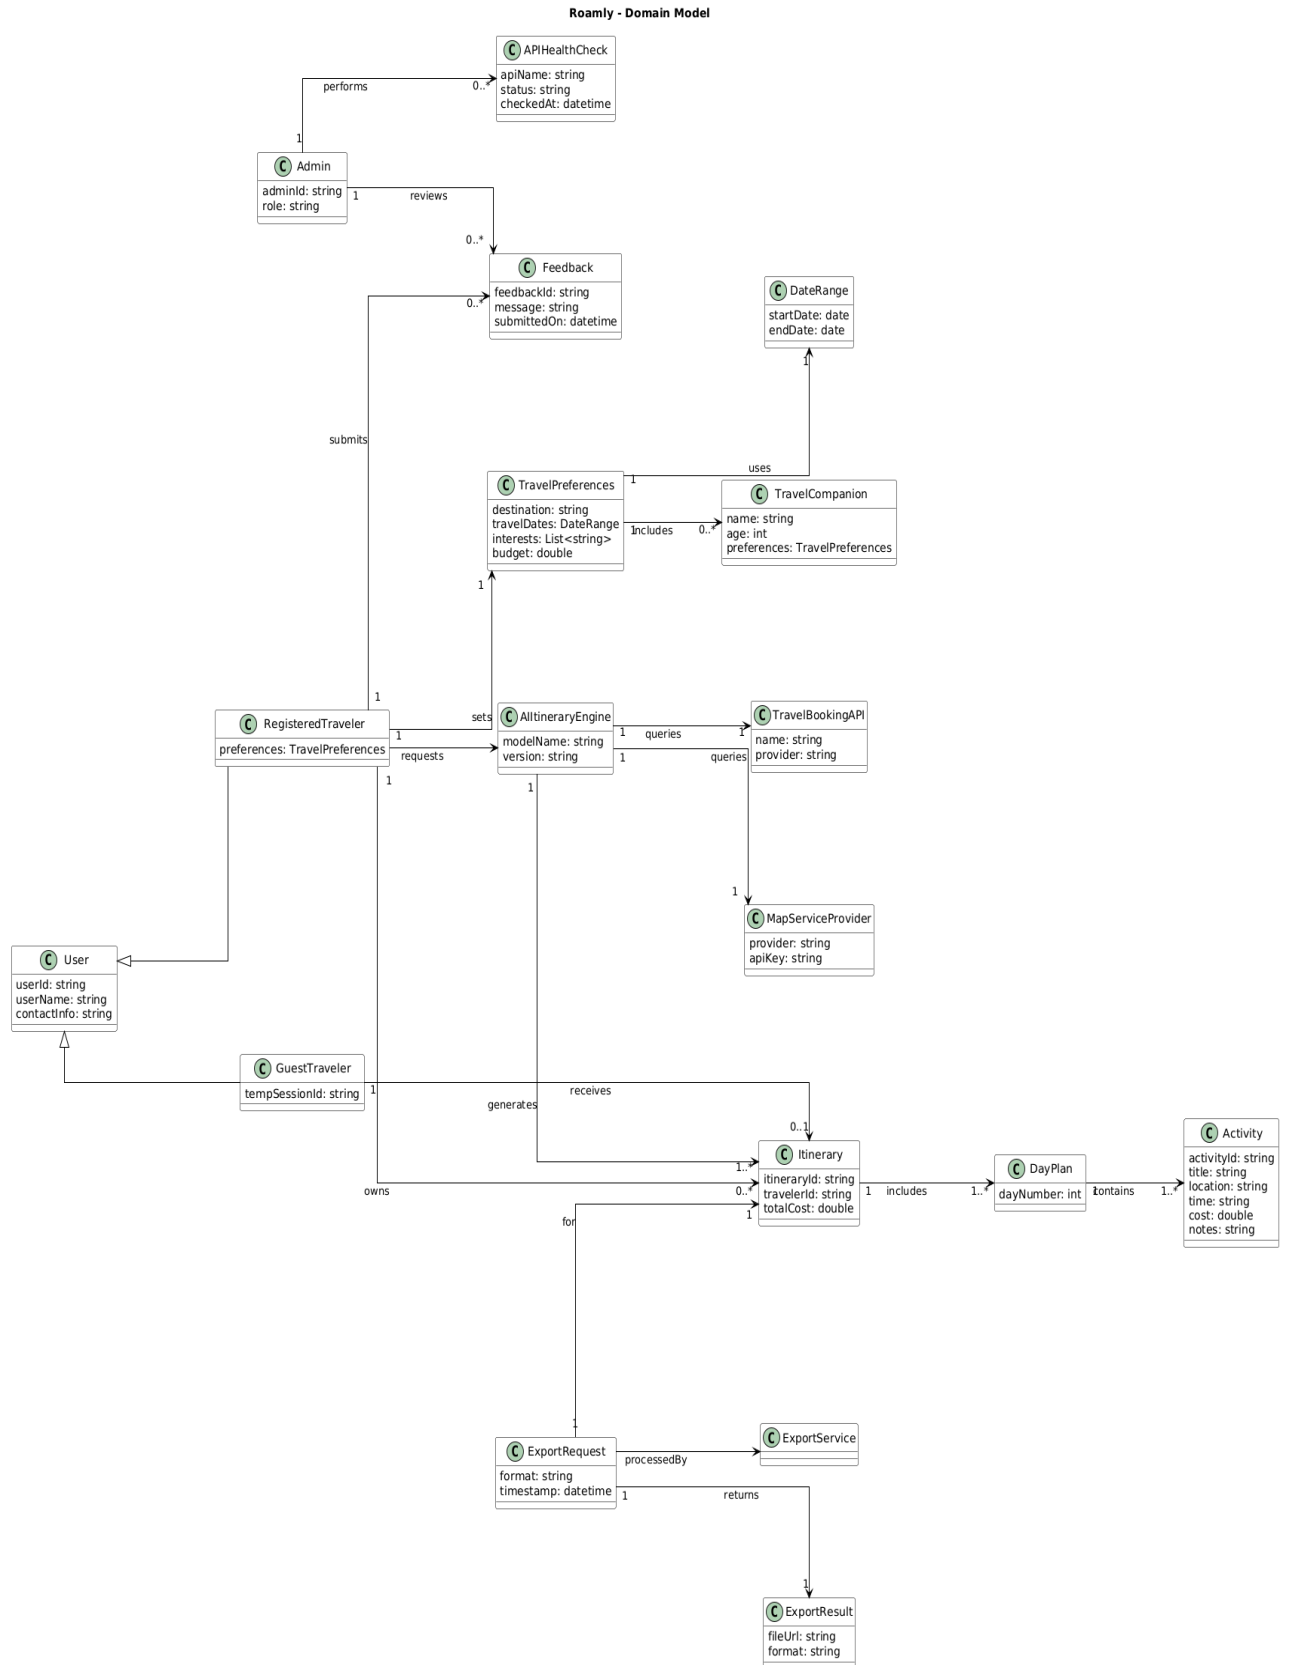 Roamly - Domain Model
C APIHealthCheck
apiName: string
status: string
checkedAt: datetime
performs
0..*
1
C Admin
adminId: string
role: string
1
reviews
0..*
C Feedback
feedbackId: string
message: string
submittedOn: datetime
0..*
C DateRange
startDate: date
endDate: date
1
submits
uses
C TravelPreferences
destination: string
travelDates: DateRange
interests: List<string>
budget: double
1
1
includes
0..*
C TravelCompanion
name: string
age: int
preferences: TravelPreferences
1
1
C RegisteredTraveler
preferences: TravelPreferences
sets
1
requests
C AIItineraryEngine
modelName: string
version: string
1
queries
1
1
queries
C TravelBookingAPI
name: string
provider: string
1
1
1
C MapServiceProvider
provider: string
apiKey: string
C User
userId: string
userName: string
contactInfo: string
C GuestTraveler
tempSessionId: string
1
receives
generates
0..1
1..*
owns
0..*
C Itinerary
itineraryId: string
travelerId: string
totalCost: double
1
includes
1..*
C DayPlan
dayNumber: int
1
contains
1..*
C Activity
activityId: string
title: string
location: string
time: string
cost: double
notes: string
for
1
1
C ExportRequest
format: string
timestamp: datetime
processedBy
C ExportService
1
returns
1
C ExportResult
fileUrl: string
format: string